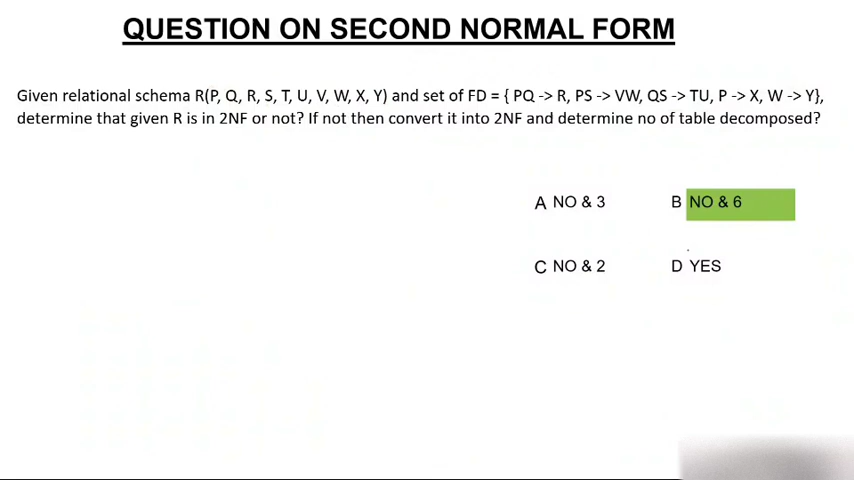 QUESTION ON SECOND NORMAL FORM
Given relational schema R(P, Q, R, S, T, U, V, W, X, Y) and set of FD = { PQ -> R, PS -> VW, QS -> TU, P -> X, W -> Y},
determine that given R is in 2NF or not? If not then convert it into 2NF and determine no of table decomposed?
A NO & 3 B NO & 6
C NO & 2 D YES